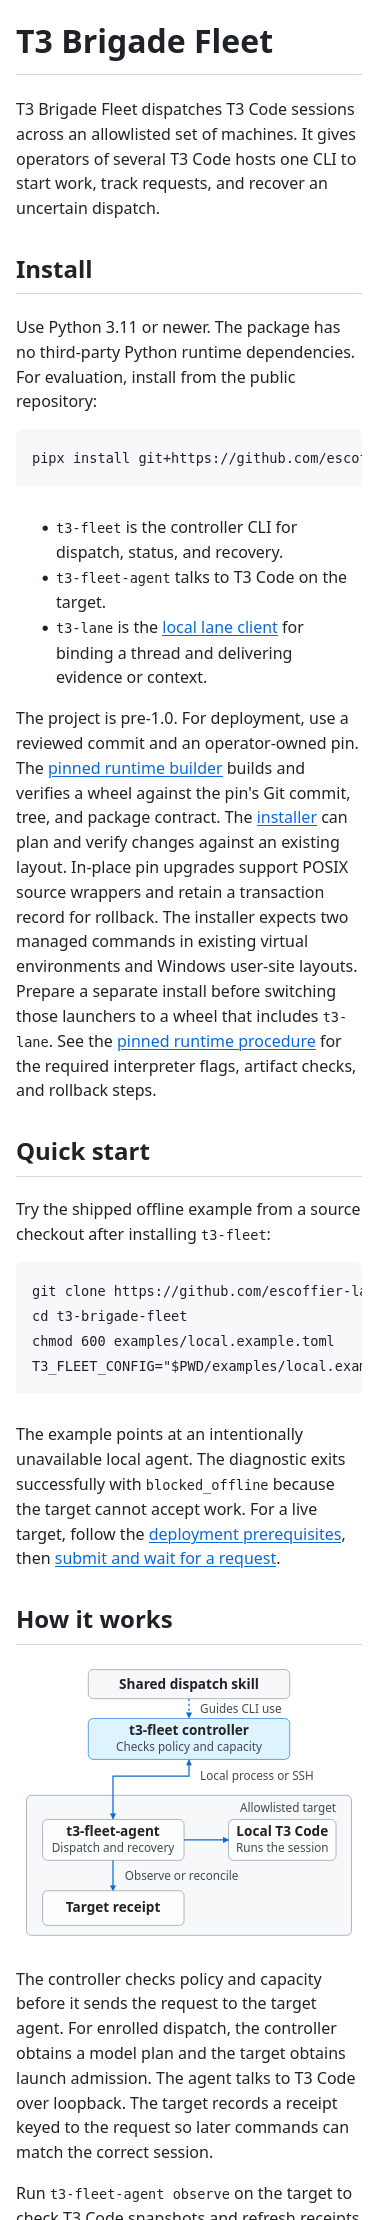 T3 Brigade Fleet
T3 Brigade Fleet dispatches T3 Code sessions
across an allowlisted set of machines. It gives
operators of several T3 Code hosts one CLI to
start work, track requests, and recover an
uncertain dispatch.
Install
Use Python 3.11 or newer. The package has
no third-party Python runtime dependencies.
For evaluation, install from the public
repository:
pipx install git+https://github.com/escof
• t3-fleet is the controller CLI for
dispatch, status, and recovery.
• t3-fleet-agent talks to T3 Code on the
target.
• t3-lane is the local lane client for
binding a thread and delivering
evidence or context.
The project is pre-1.0. For deployment, use a
reviewed commit and an operator-owned pin.
The pinned runtime builder builds and
verifies a wheel against the pin's Git commit,
tree, and package contract. The installer can
plan and verify changes against an existing
layout. In-place pin upgrades support POSIX
source wrappers and retain a transaction
record for rollback. The installer expects two
managed commands in existing virtual
environments and Windows user-site layouts.
Prepare a separate install before switching
those launchers to a wheel that includes t3-
lane. See the pinned runtime procedure for
the required interpreter flags, artifact checks,
and rollback steps.
Quick start
Try the shipped offline example from a source
checkout after installing t3-fleet:
git clone https://github.com/escoffier-la
cd t3-brigade-fleet
chmod 600 examples/local.example.toml
T3_FLEET_CONFIG="$PWD/examples/local.exam
The example points at an intentionally
unavailable local agent. The diagnostic exits
successfully with blocked_offline because
the target cannot accept work. For a live
target, follow the deployment prerequisites,
then submit and wait for a request.
How it works
Shared dispatch skill
Guides CLI use
t3-fleet controller
Checks policy and capacity
Local process or SSH
Allowlisted target
t3-fleet-agent
Dispatch and recovery
Local T3 Code
Runs the session
Observe or reconcile
Target receipt
The controller checks policy and capacity
before it sends the request to the target
agent. For enrolled dispatch, the controller
obtains a model plan and the target obtains
launch admission. The agent talks to T3 Code
over loopback. The target records a receipt
keyed to the request so later commands can
match the correct session.
Run t3-fleet-agent observe on the target to
check T3 Code snapshots and refresh receipts